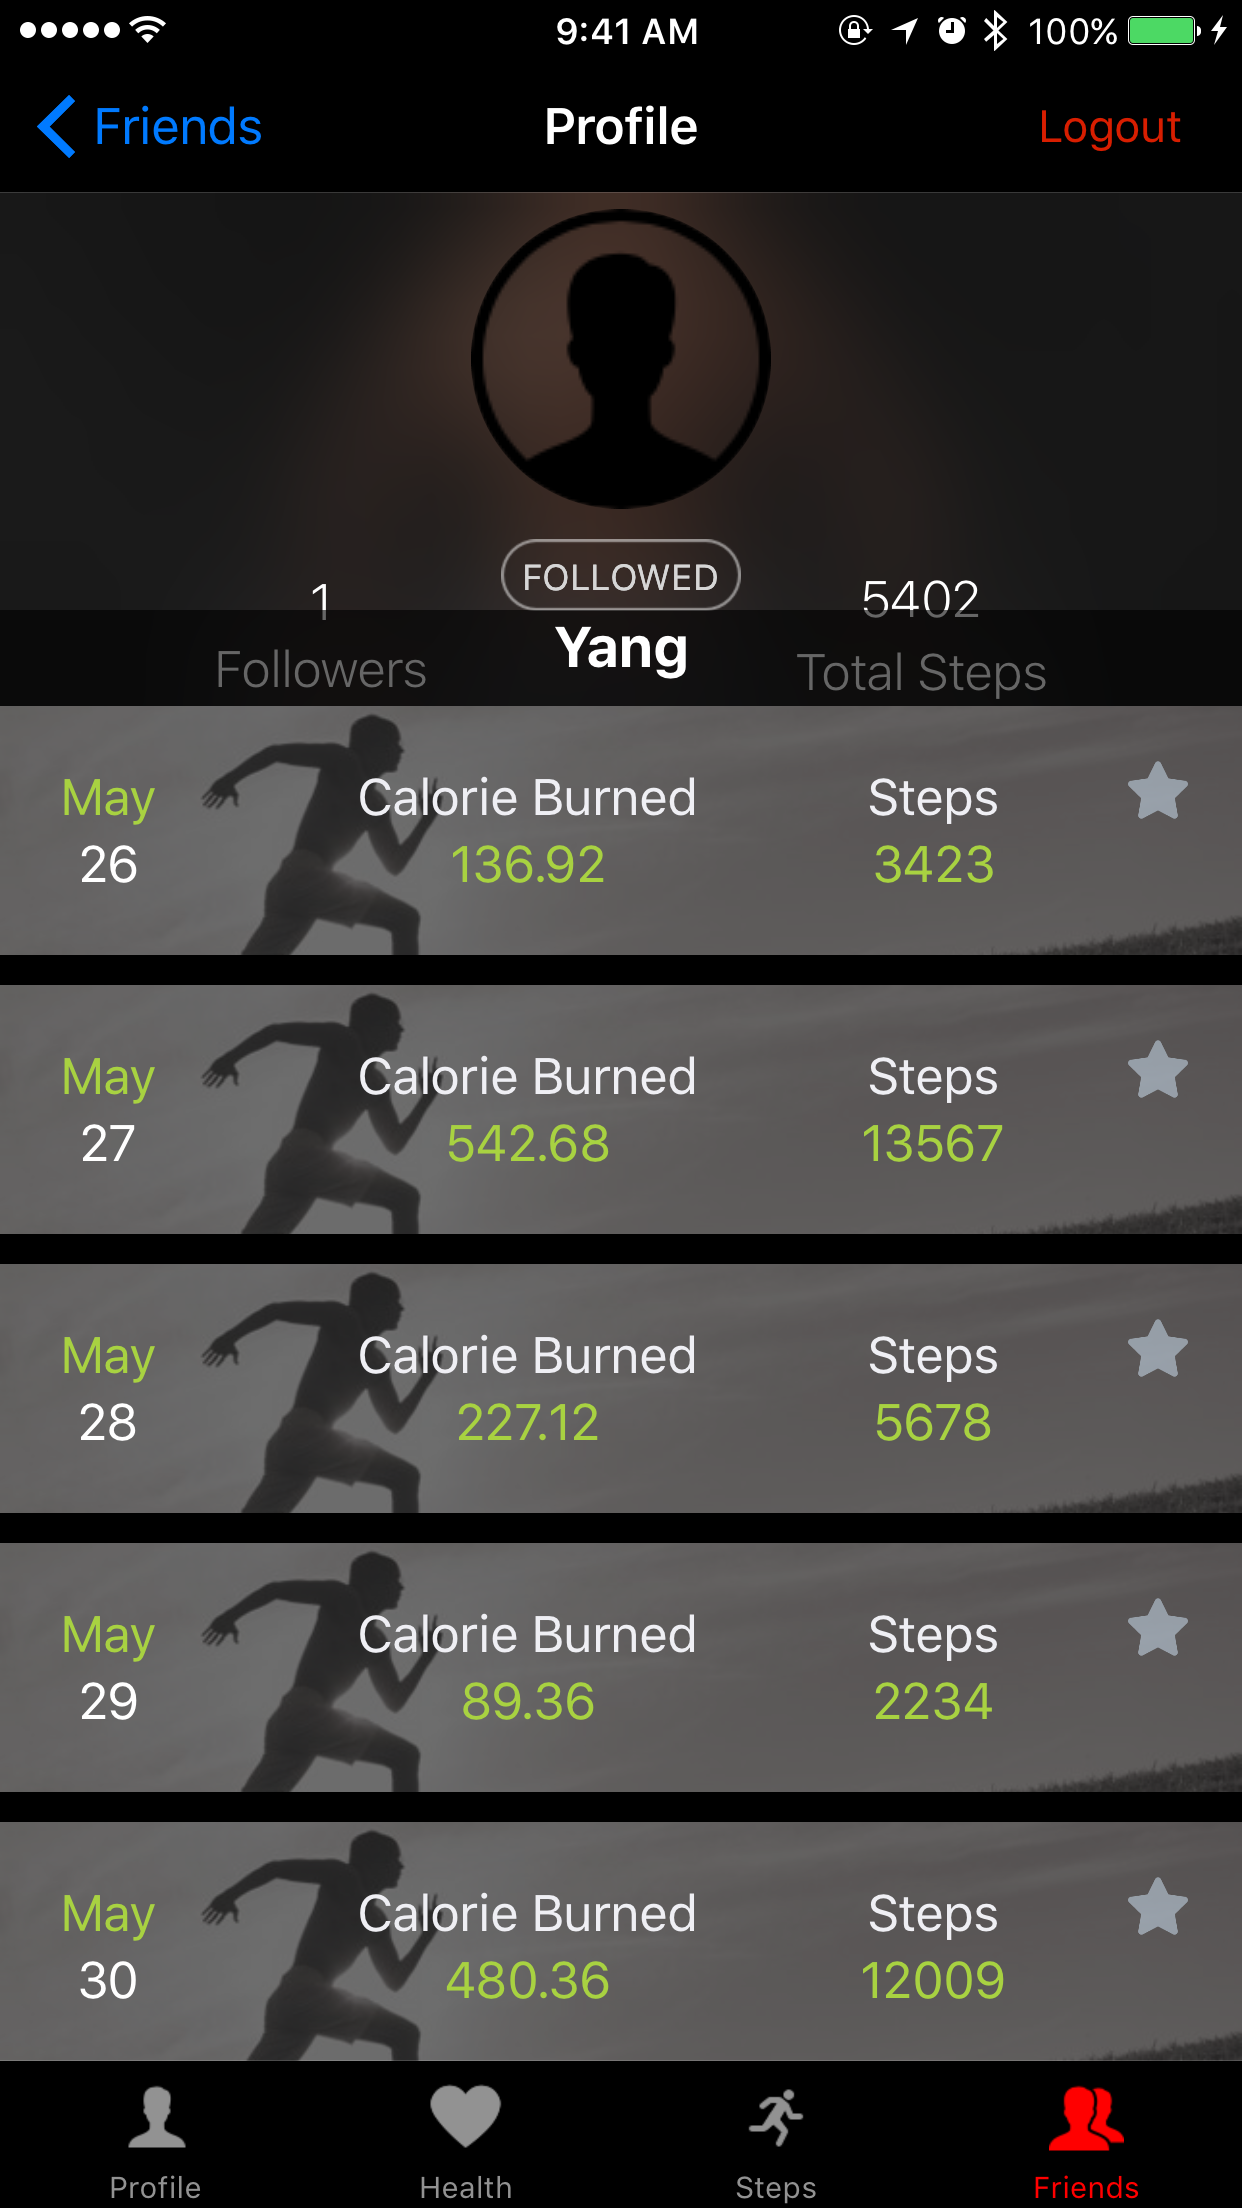 9:41 AM 100%
Friends Profile Logout
FOLLOWED
1 5402
Yang
Followers Total Steps
May Calorie Burned Steps
26 136.92 3423
May Calorie Burned Steps
27 542.68 13567
May Calorie Burned Steps
28 227.12 5678
May Calorie Burned Steps
29 89.36 2234
May Calorie Burned Steps
30 480.36 12009
Profile Health Steps Friends